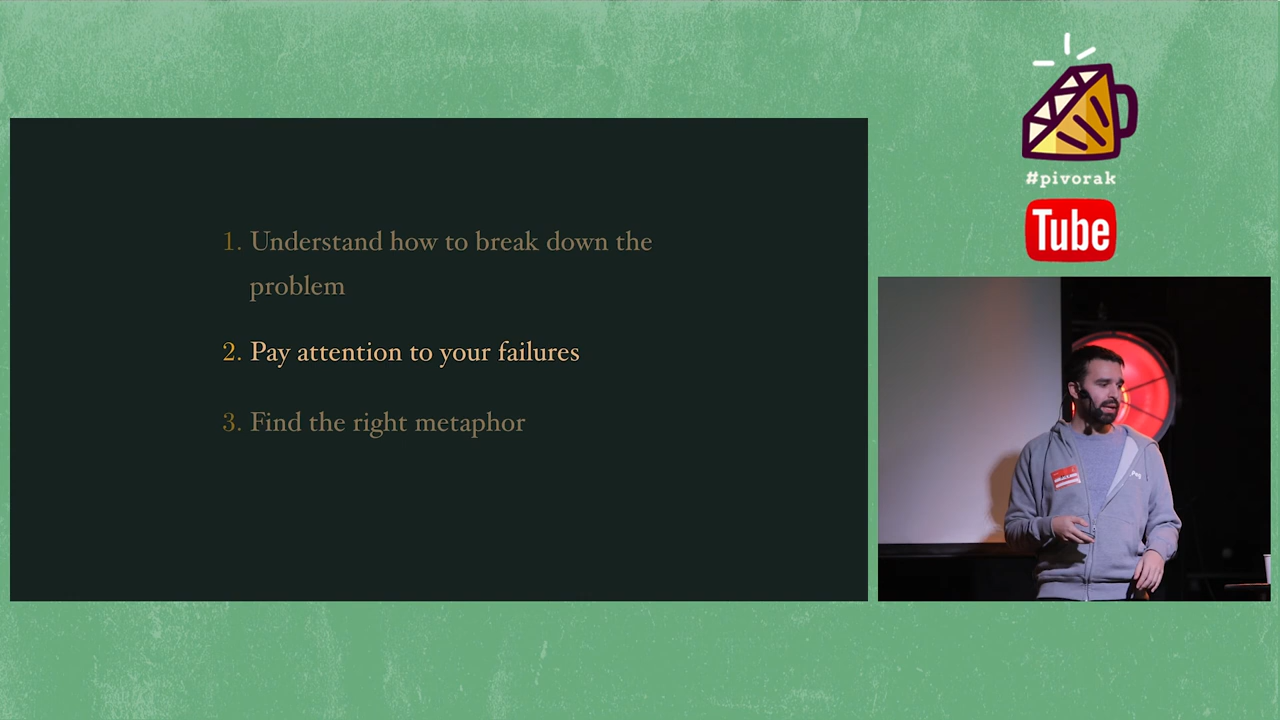 1. Understand how to break down the
problem
2. Pay attention to your failures
3. Find the right metaphor
#pivorak
Tube